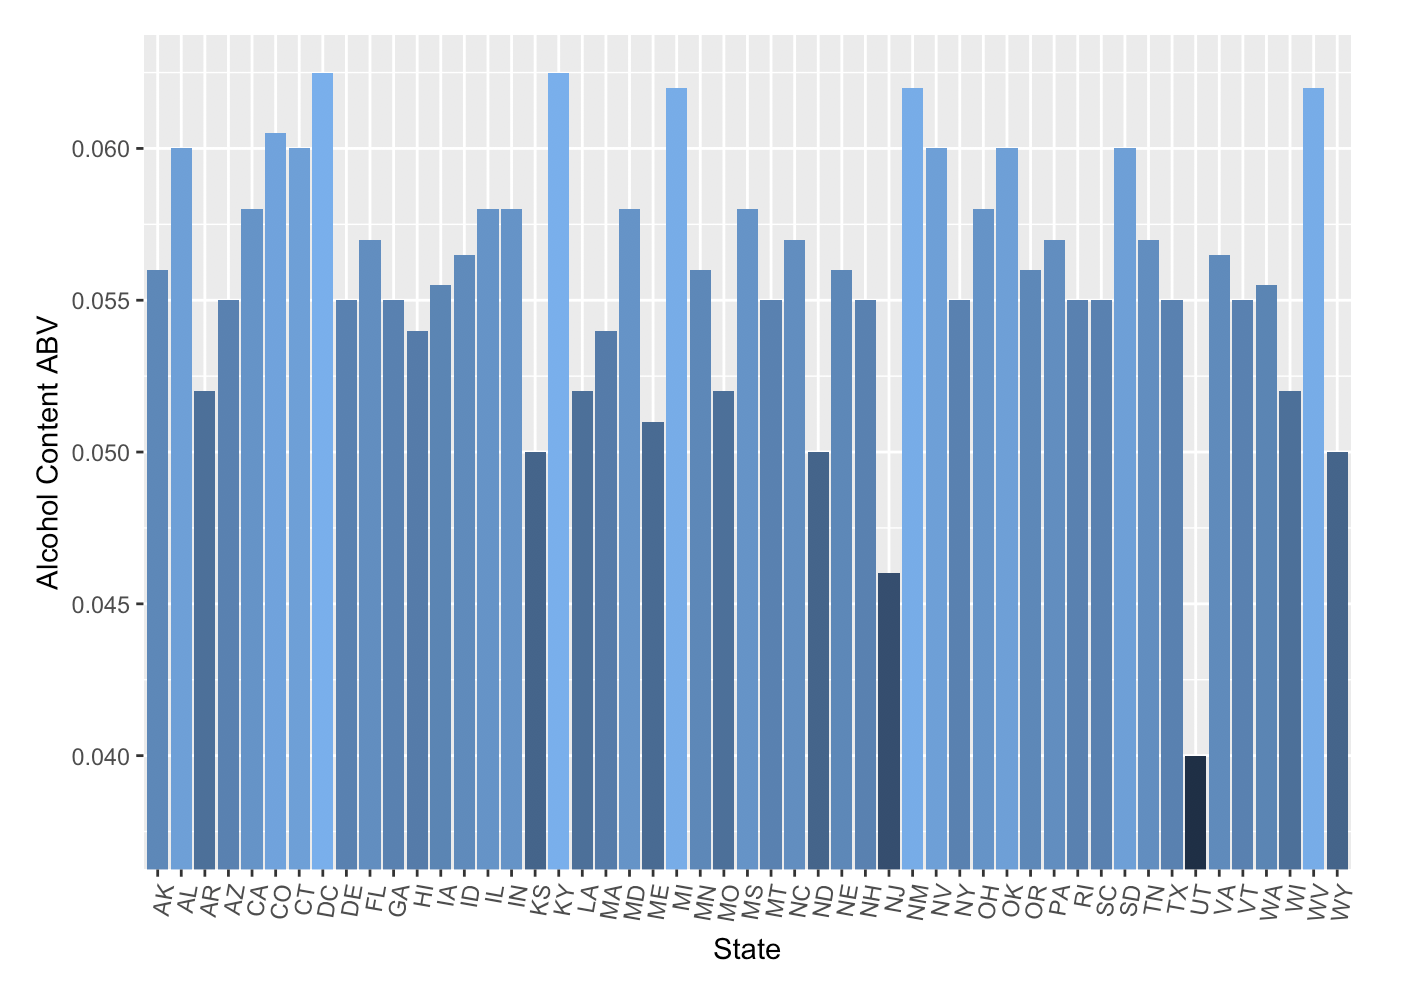 Alcohol Content ABV
0.060
0.055
0.050
0.045
0.040
AK AL AR AZ CA CO CT DC DE FL GA HI IA ID IL IN KS KY LA MA MD ME MI MN MO MS MT NC ND NE NH NJ NM NV NY OH OK OR PA RI SC SD TN TX UT VA VT WA WI WV WY
State